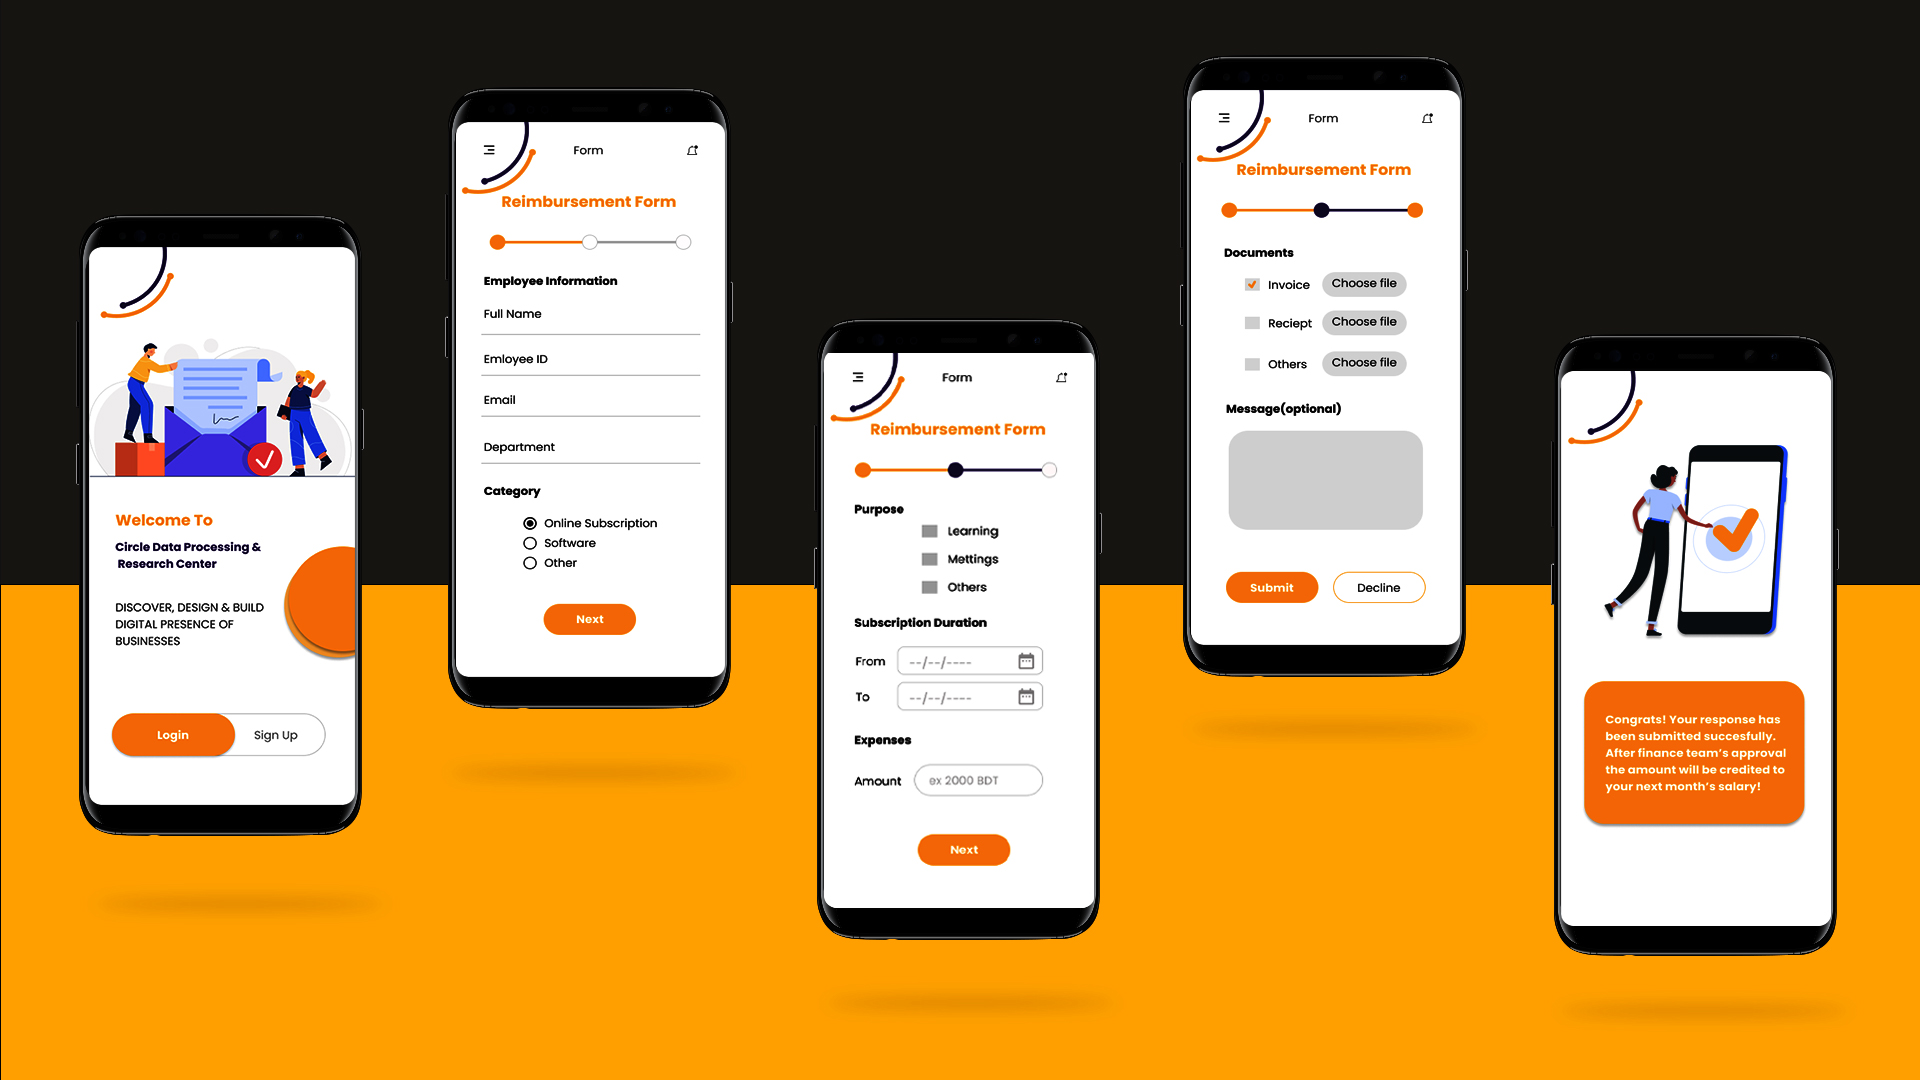 Welcome To
Circle Data Processing &
Research Center
DISCOVER, DESIGN & BUILD
DIGITAL PRESENCE OF
BUSINESSES
Login
Sign Up
Form
Reimbursement Form
Employee Information
Full Name
Emloyee ID
Email
Department
Category
Online Subscription
Software
Other
Next
Form
Reimbursement Form
Purpose
Learning
Mettings
Others
Subscription Duration
From --/--/----
To --/--/----
Expenses
Amount ex 2000 BDT
Next
Form
Reimbursement Form
Documents
Invoice Choose file
Reciept Choose file
Others Choose file
Message(optional)
Submit
Decline
Congrats! Your response has
been submitted succesfully.
After finance team's approval
the amount will be credited to
your next month's salary!